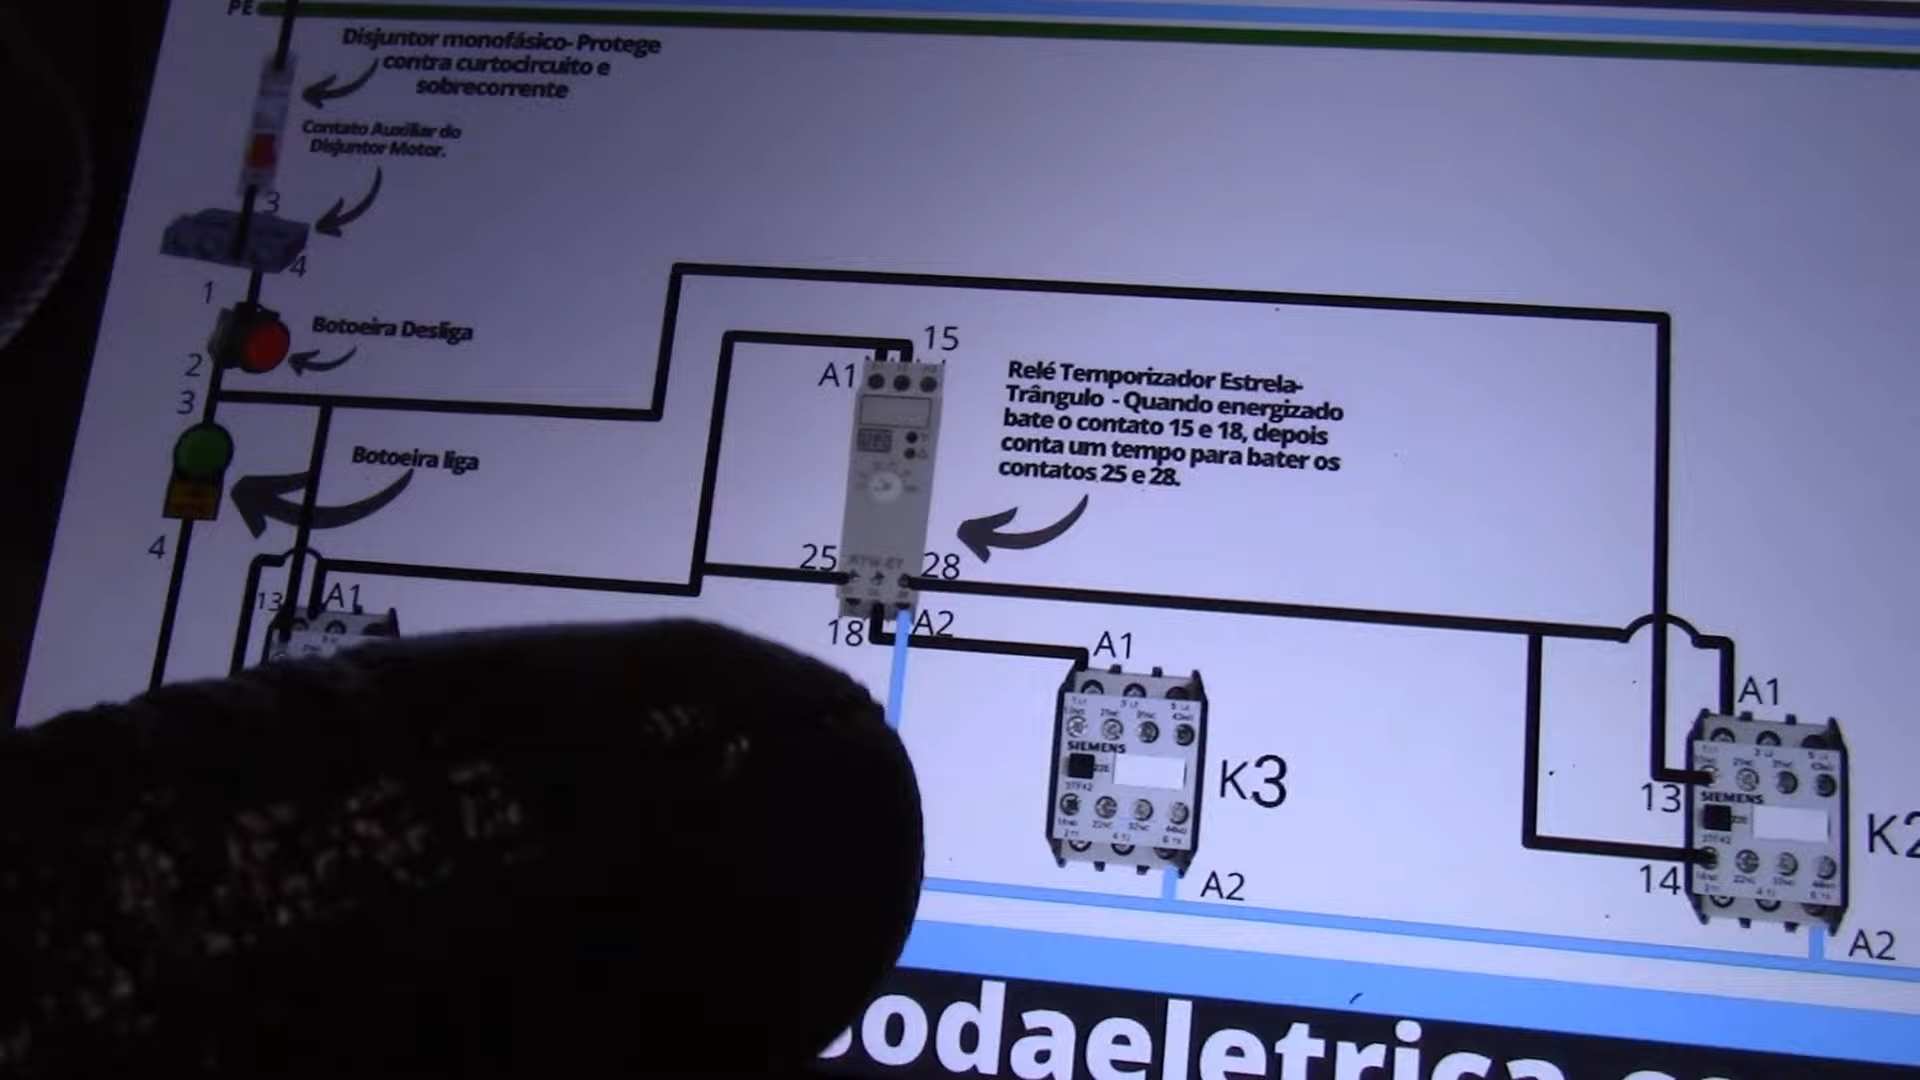 PE
Disjuntor monofásico- Protege
contra curtocircuito e
sobrecorrente
Contato Auxiliar do
Disjuntor Motor.
3
4
1
Botoeira Desliga
2
3
Botoeira liga
4
15
A1
Relé Temporizador Estrela-
Trângulo - Quando energizado
bate o contato 15 e 18, depois
conta um tempo para bater os
contatos 25 e 28.
25
28
13
A1
18
A2
A1
SIEMENS
K3
A2
A1
13
SIEMENS
14
A2
odaeletrica